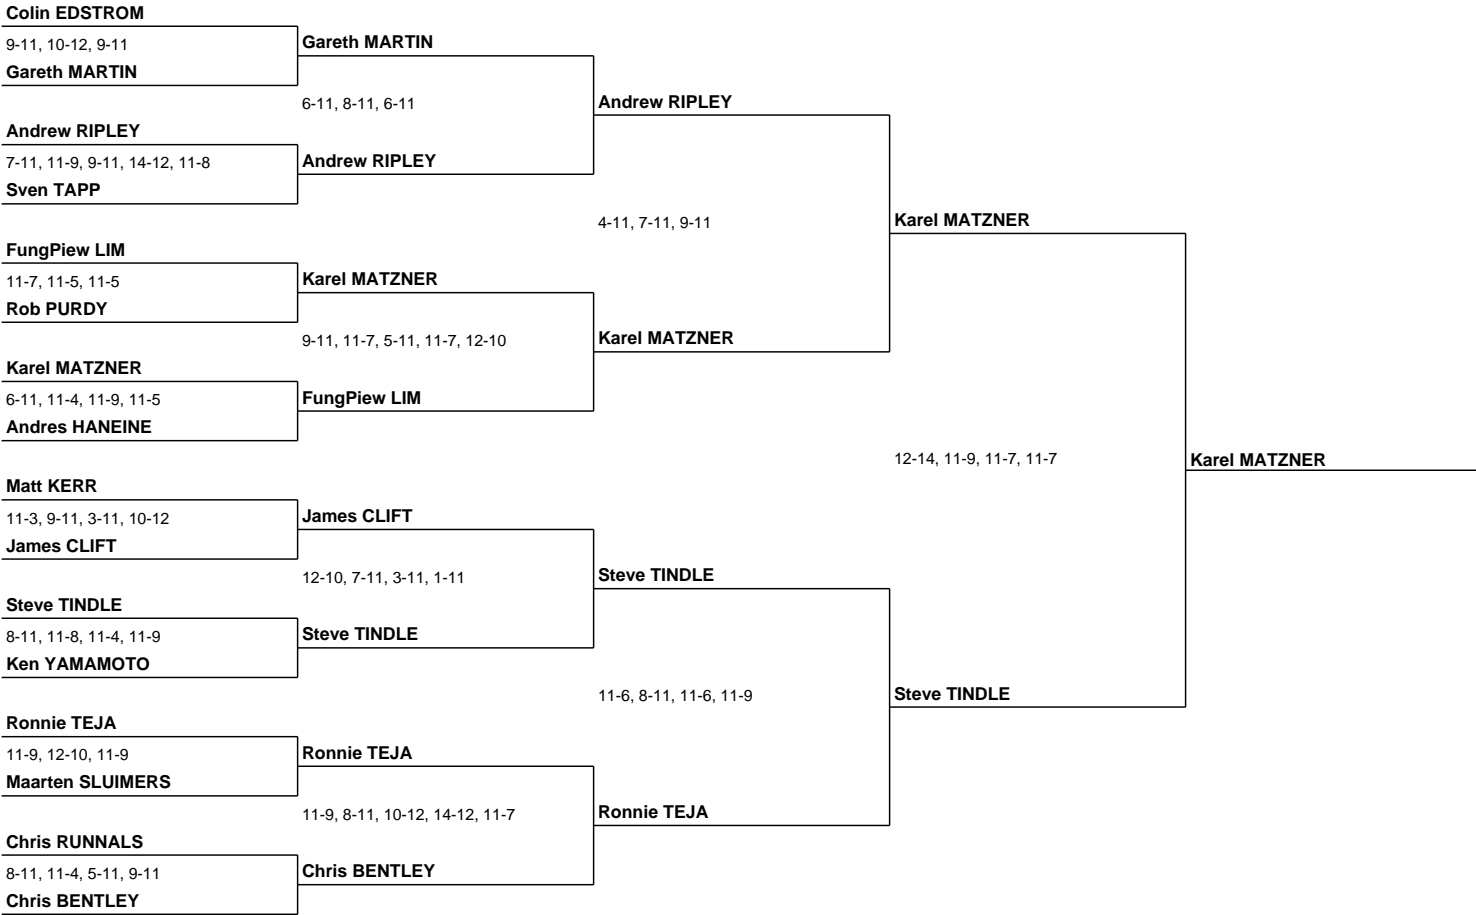 Colin EDSTROM
9-11, 10-12, 9-11
Gareth MARTIN
Andrew RIPLEY
7-11, 11-9, 9-11, 14-12, 11-8
Sven TAPP
FungPiew LIM
11-7, 11-5, 11-5
Rob PURDY
Karel MATZNER
6-11, 11-4, 11-9, 11-5
Andres HANEINE
Matt KERR
11-3, 9-11, 3-11, 10-12
James CLIFT
Steve TINDLE
8-11, 11-8, 11-4, 11-9
Ken YAMAMOTO
Ronnie TEJA
11-9, 12-10, 11-9
Maarten SLUIMERS
Chris RUNNALS
8-11, 11-4, 5-11, 9-11
Chris BENTLEY
Gareth MARTIN
6-11, 8-11, 6-11
Andrew RIPLEY
Karel MATZNER
9-11, 11-7, 5-11, 11-7, 12-10
FungPiew LIM
James CLIFT
12-10, 7-11, 3-11, 1-11
Steve TINDLE
Ronnie TEJA
11-9, 8-11, 10-12, 14-12, 11-7
Chris BENTLEY
Andrew RIPLEY
4-11, 7-11, 9-11
Karel MATZNER
Steve TINDLE
11-6, 8-11, 11-6, 11-9
Ronnie TEJA
Karel MATZNER
12-14, 11-9, 11-7, 11-7
Steve TINDLE
Karel MATZNER